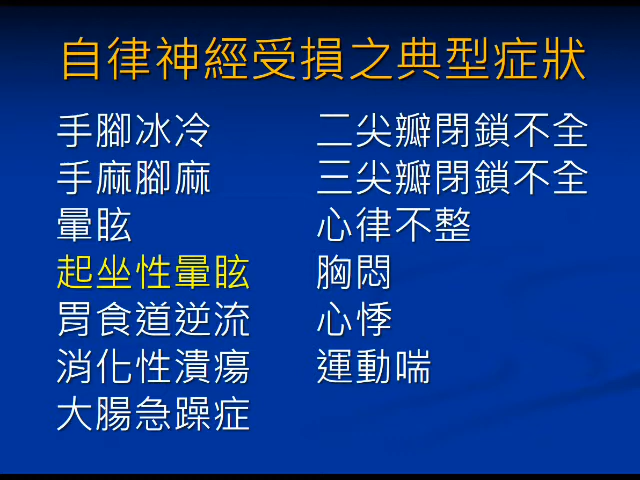 自律神經受損之典型症狀
手腳冰冷
手麻腳麻
暈眩
起坐性暈眩
胃食道逆流
消化性潰瘍
大腸急躁症
二尖瓣閉鎖不全
三尖瓣閉鎖不全
心律不整
胸悶
心悸
運動喘